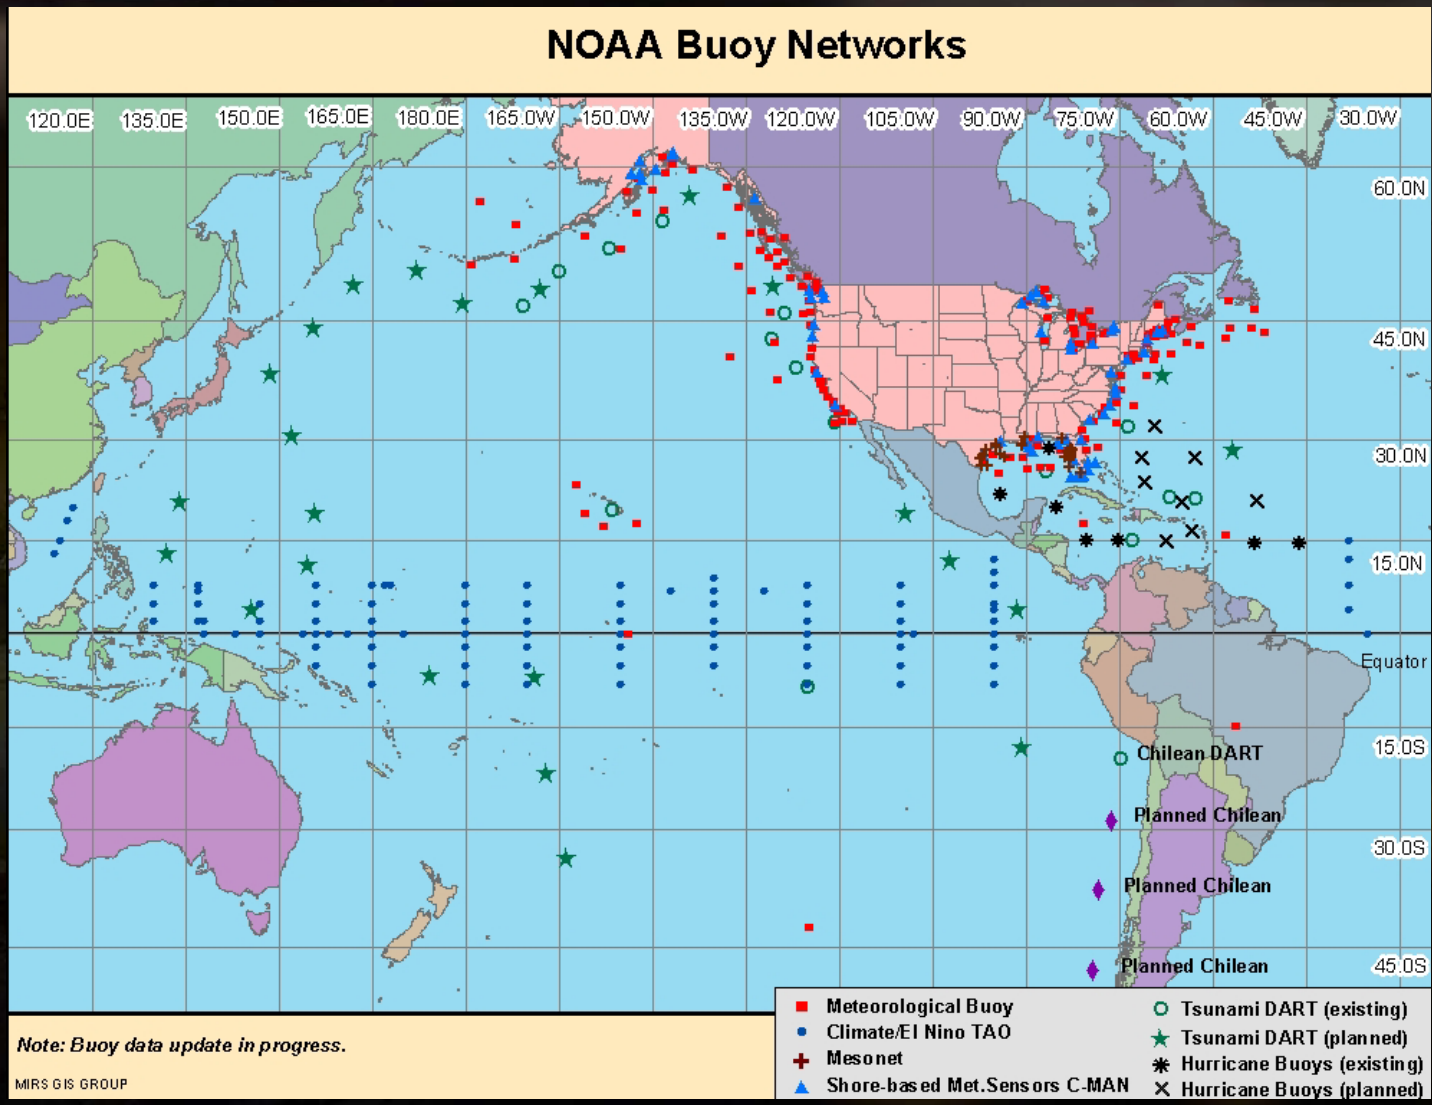 NOAA Buoy Networks
120.0E 135.0E 150.0E 165.0E 180.0E 165.0W 150.0W 135.0W 120.0W 105.0W 90.0W 75.0W 60.0W 45.0W 30.0W
60.0N
45.0N
30.0N
15.0N
Equator
15.0S
Chilean DART
Planned Chilean
30.0S
Planned Chilean
Planned Chilean
45.0S
Meteorological Buoy
Climate/El Nino TAO
Mesonet
Shore-based Met.Sensors C-MAN
Tsunami DART (existing)
Tsunami DART (planned)
Hurricane Buoys (existing)
Hurricane Buoys (planned)
Note: Buoy data update in progress.
MIRS GIS GROUP